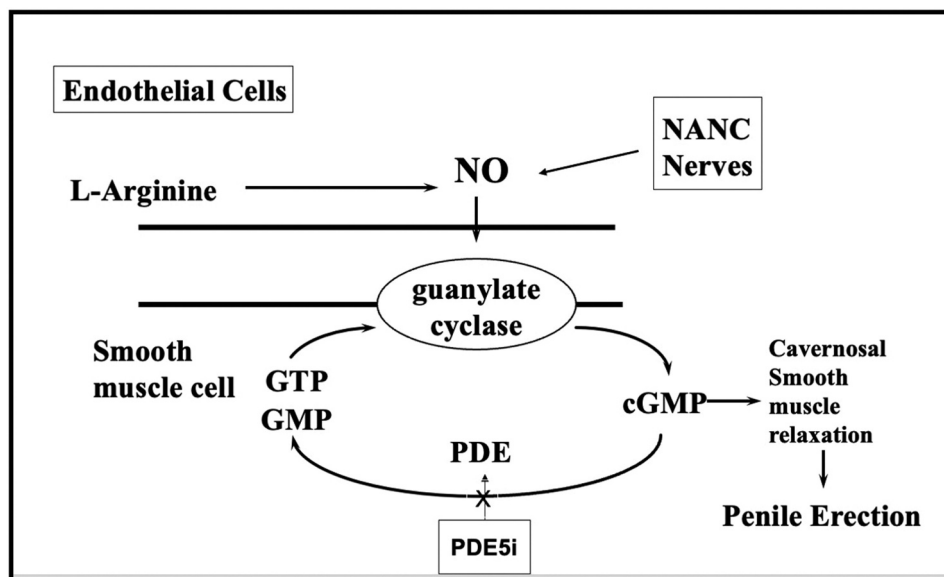 Endothelial Cells
NANC
Nerves
NO
L-Arginine
guanylate
cyclase
Smooth
muscle cell
GTP
GMP
cGMP
Cavernosal
Smooth
muscle
relaxation
PDE
X
PDE5i
Penile Erection